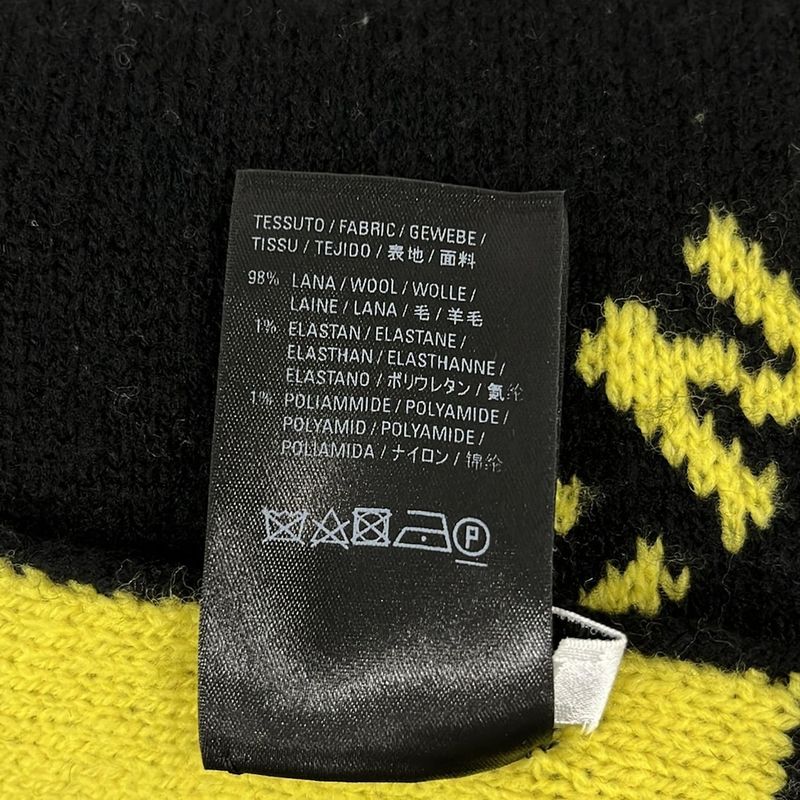 TESSUTO / FABRIC / GEWEBE /
TISSU / TEJIDO / 表地 / 面料
98% LANA / WOOL / WOLLE /
LAINE / LANA / 毛 / 羊毛
1% ELASTAN / ELASTANE /
ELASTHAN / ELASTHANNE /
ELASTANO / ポリウレタン / 氨纶
1% POLIAMMIDE / POLYAMIDE /
POLYAMID / POLYAMIDE /
POLIAMIDA / ナイロン / 锦纶
P